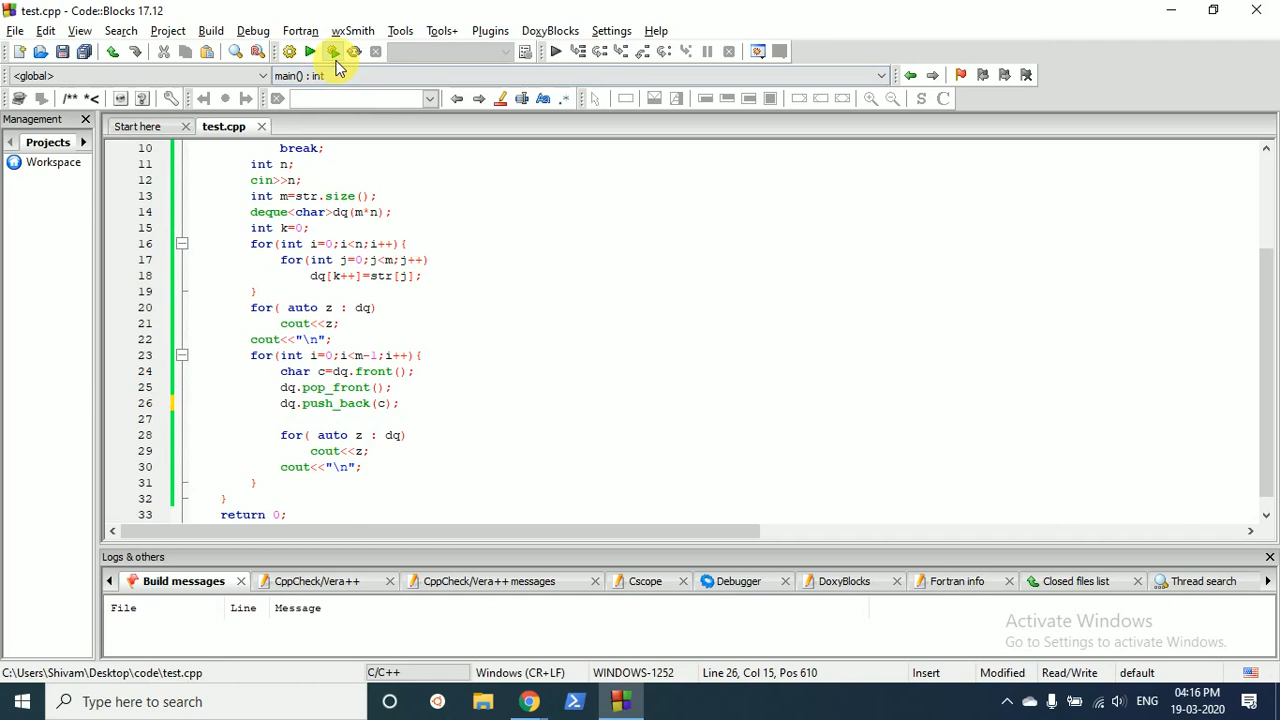 test.cpp - Code::Blocks 17.12
File Edit View Search Project Build Debug Fortran wxSmith Tools Tools+ Plugins DoxyBlocks Settings Help
<global> main() : int
/** *<
S C
Management
Projects
Workspace
Start here test.cpp
10 break;
11 int n;
12 cin>>n;
13 int m=str.size();
14 deque<char>dq(m*n);
15 int k=0;
16 for(int i=0;i<n;i++){
17 for(int j=0;j<m;j++)
18 dq[k++]=str[j];
19 }
20 for( auto z : dq)
21 cout<<z;
22 cout<<"\n";
23 for(int i=0;i<m-1;i++){
24 char c=dq.front();
25 dq.pop_front();
26 dq.push_back(c);
27
28 for( auto z : dq)
29 cout<<z;
30 cout<<"\n";
31 }
32 }
33 return 0;
Logs & others
Build messages CppCheck/Vera++ CppCheck/Vera++ messages Cscope Debugger DoxyBlocks Fortran info Closed files list Thread search
File Line Message
Activate Windows
Go to Settings to activate Windows.
C:\Users\Shivam\Desktop\code\test.cpp C/C++ Windows (CR+LF) WINDOWS-1252 Line 26, Col 15, Pos 610 Insert Modified Read/Write default
Type here to search
ENG
04:16 PM
19-03-2020